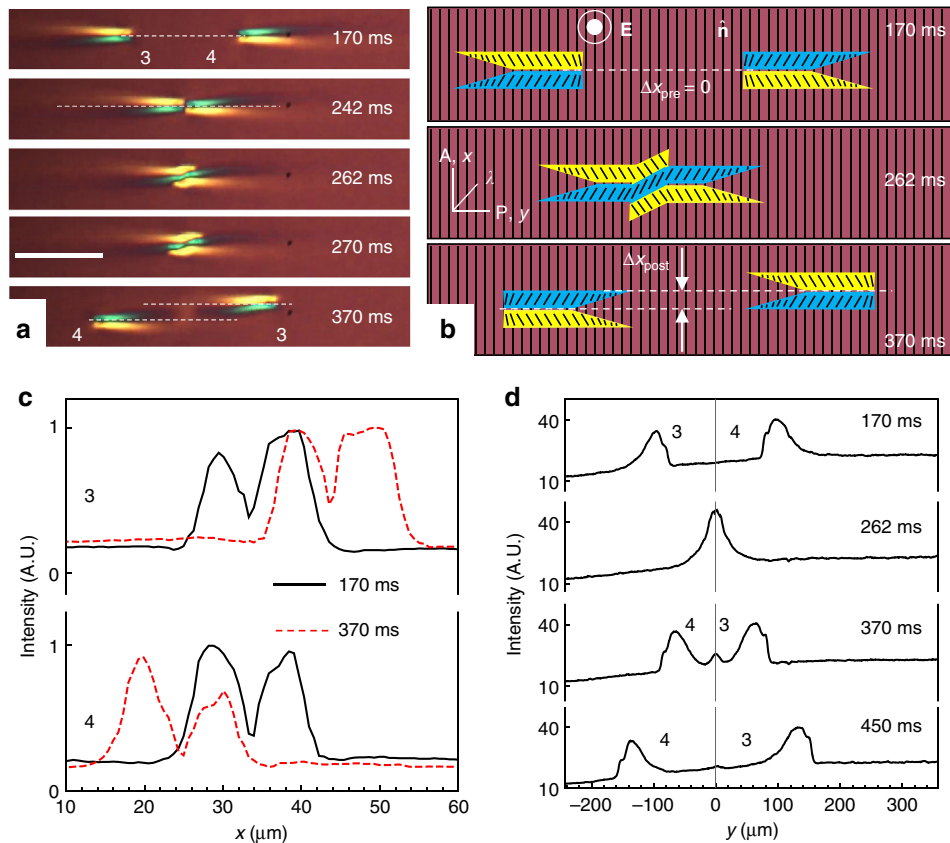 170 ms
3 4
242 ms
262 ms
270 ms
370 ms
4 3
a
E n̂ 170 ms
Δx_pre = 0
A, x
λ
P, y
262 ms
Δx_post
370 ms
b
c
1
3
0
170 ms
370 ms
1
4
0
Intensity (A.U.)
10 20 30 40 50 60
x (μm)
d
40 3 4 170 ms
10
40 262 ms
10
40 4 3 370 ms
10
40 4 3 450 ms
10
Intensity (A.U.)
−200 −100 0 100 200 300
y (μm)